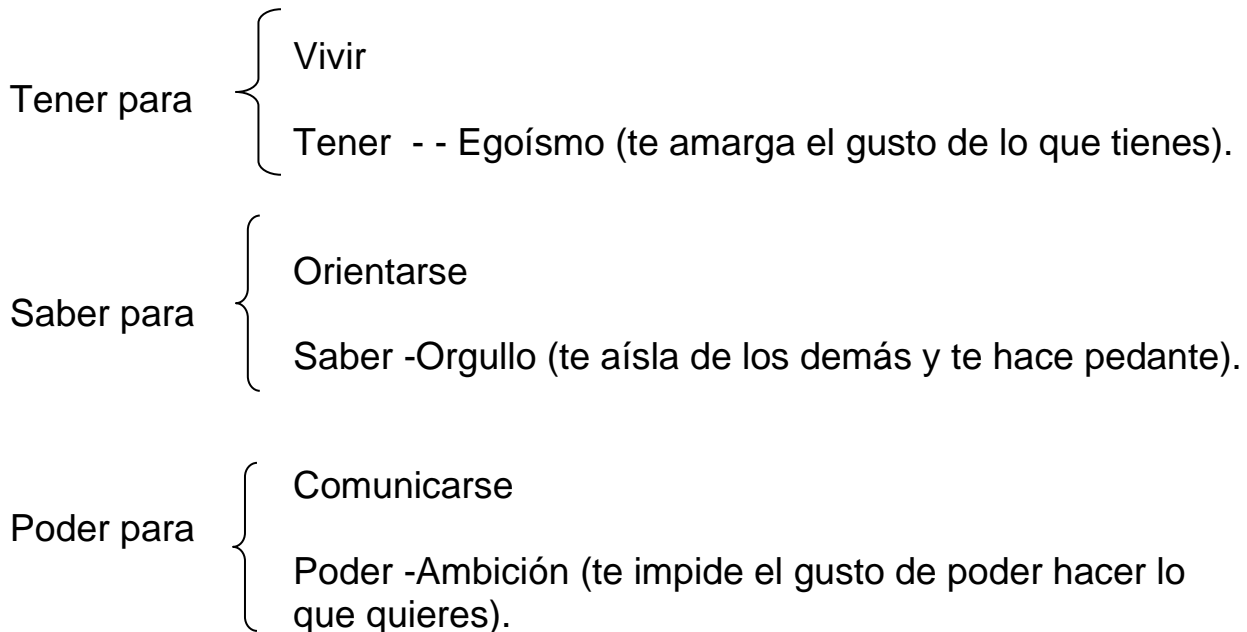 Vivir
Tener para
Tener - - Egoísmo (te amarga el gusto de lo que tienes).
Orientarse
Saber para
Saber -Orgullo (te aísla de los demás y te hace pedante).
Comunicarse
Poder para
Poder -Ambición (te impide el gusto de poder hacer lo
que quieres).